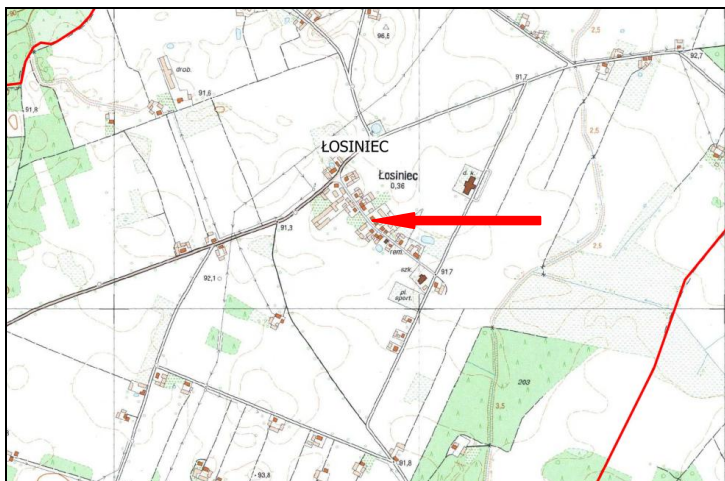 96,6
2,5
92,7
drob.
91,6
91,7
91,8
2,5
ŁOSINIEC
d. k.
Łosiniec
0,36
91,3
rem.
2,5
szk.
91,7
92,1
pl.
sport.
203
3,5
91,8
93,8